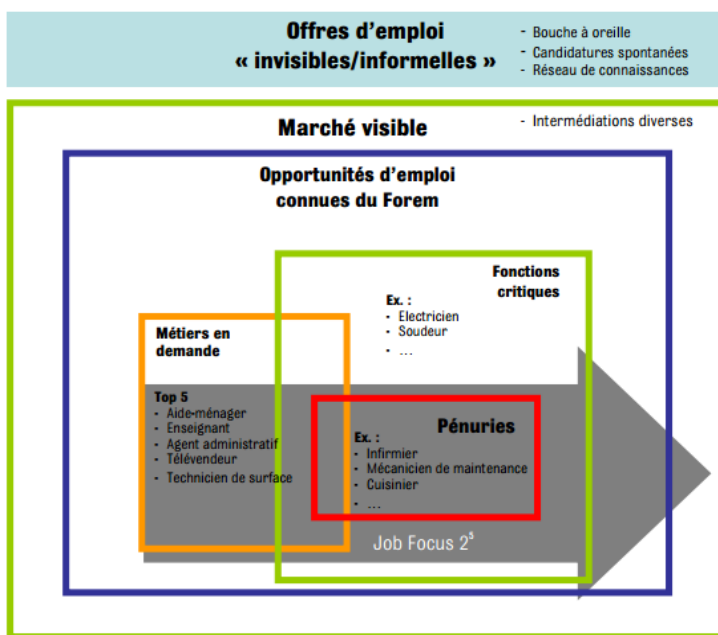 Offres d'emploi
« invisibles/informelles »
- Bouche à oreille
- Candidatures spontanées
- Réseau de connaissances
Marché visible
- Intermédiations diverses
Opportunités d'emploi
connues du Forem
Fonctions
critiques
Ex. :
- Electricien
- Soudeur
- ...
Métiers en
demande
Top 5
- Aide-ménager
- Enseignant
- Agent administratif
- Télévendeur
- Technicien de surface
Pénuries
Ex. :
- Infirmier
- Mécanicien de maintenance
- Cuisinier
- ...
Job Focus 2⁵